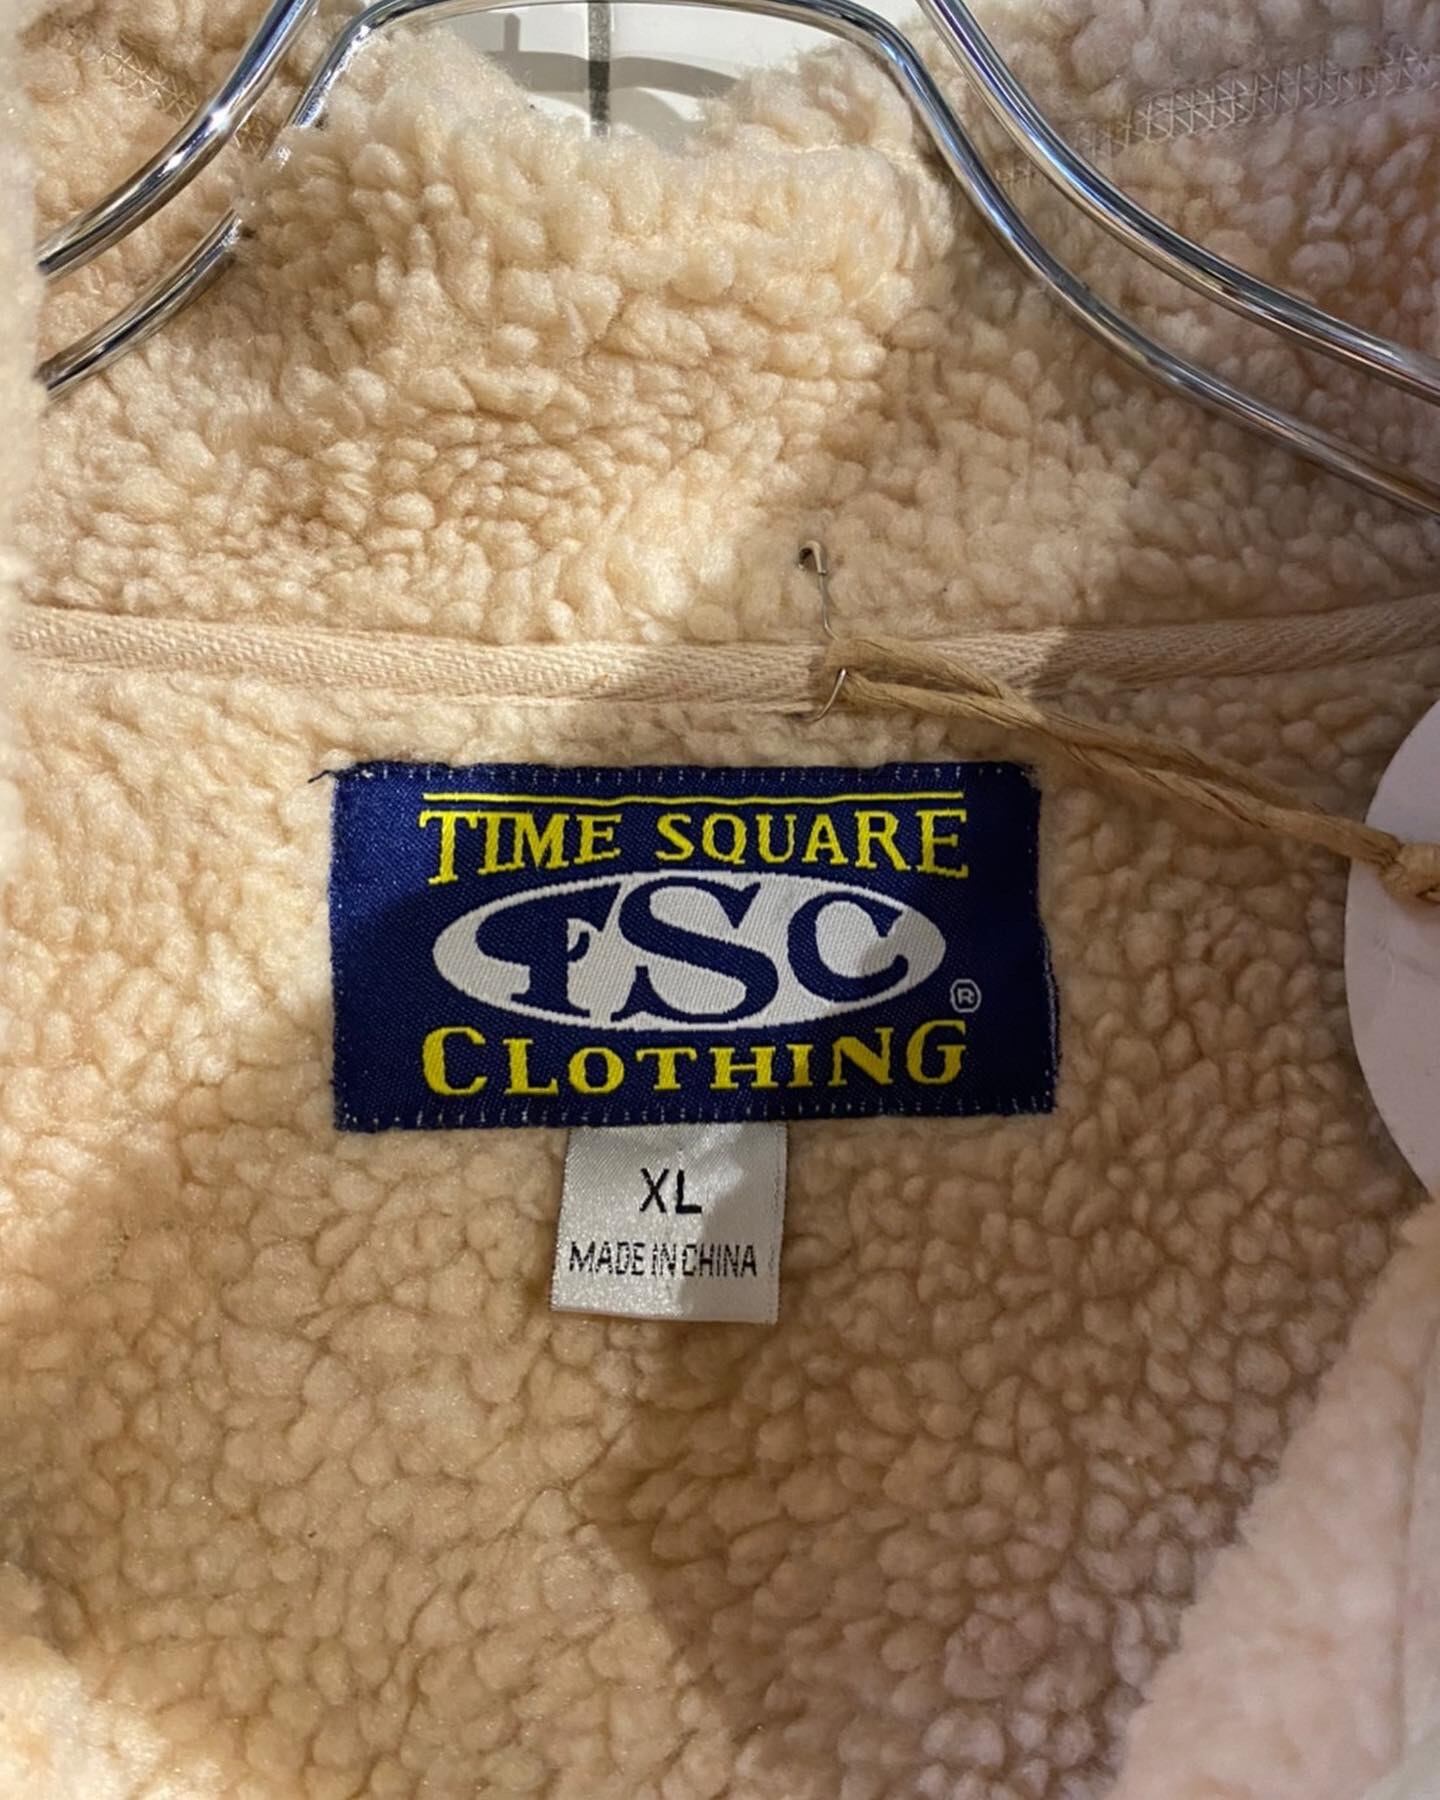 TIME SQUARE
TSC
®
CLOTHING
XL
MADE IN CHINA